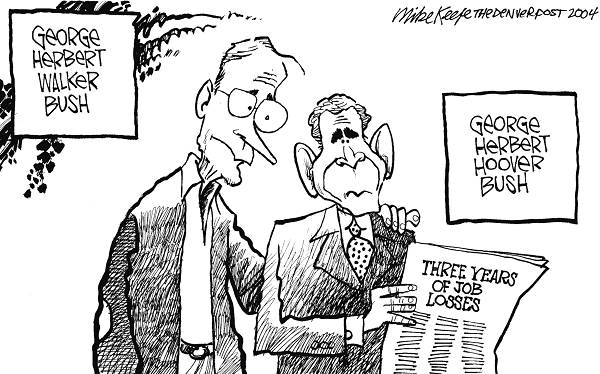 Mike Keefe THE DENVER POST 2004
GEORGE
HERBERT
WALKER
BUSH
GEORGE
HERBERT
HOOVER
BUSH
THREE YEARS
OF JOB
LOSSES